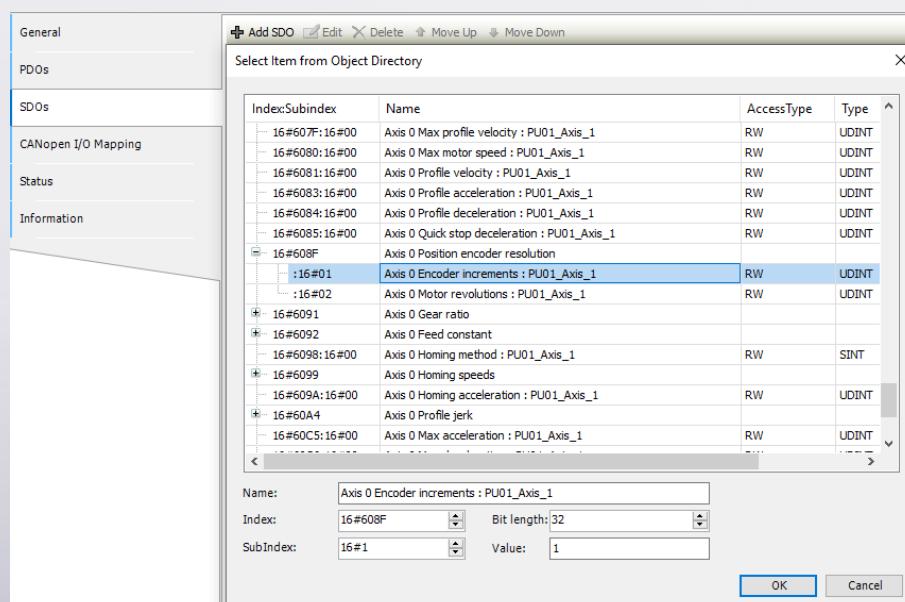 General
PDOs
SDOs
CANopen I/O Mapping
Status
Information
Add SDO Edit Delete Move Up Move Down
Select Item from Object Directory
Index:Subindex Name AccessType Type
16#607F:16#00 Axis 0 Max profile velocity : PU01_Axis_1 RW UDINT
16#6080:16#00 Axis 0 Max motor speed : PU01_Axis_1 RW UDINT
16#6081:16#00 Axis 0 Profile velocity : PU01_Axis_1 RW UDINT
16#6083:16#00 Axis 0 Profile acceleration : PU01_Axis_1 RW UDINT
16#6084:16#00 Axis 0 Profile deceleration : PU01_Axis_1 RW UDINT
16#6085:16#00 Axis 0 Quick stop deceleration : PU01_Axis_1 RW UDINT
16#608F Axis 0 Position encoder resolution
:16#01 Axis 0 Encoder increments : PU01_Axis_1 RW UDINT
:16#02 Axis 0 Motor revolutions : PU01_Axis_1 RW UDINT
16#6091 Axis 0 Gear ratio
16#6092 Axis 0 Feed constant
16#6098:16#00 Axis 0 Homing method : PU01_Axis_1 RW SINT
16#6099 Axis 0 Homing speeds
16#609A:16#00 Axis 0 Homing acceleration : PU01_Axis_1 RW UDINT
16#60A4 Axis 0 Profile jerk
16#60C5:16#00 Axis 0 Max acceleration : PU01_Axis_1 RW UDINT
Name: Axis 0 Encoder increments : PU01_Axis_1
Index: 16#608F Bit length: 32
SubIndex: 16#1 Value: 1
OK Cancel